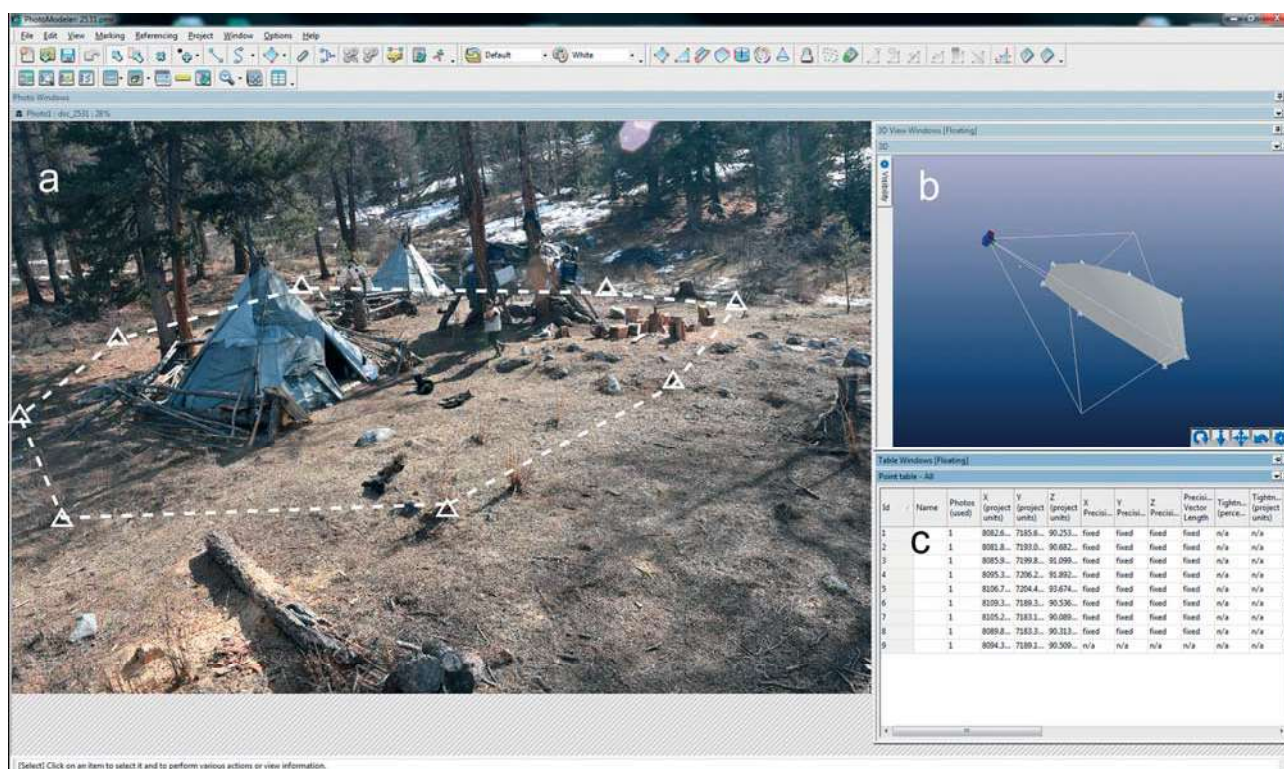 PhotoModeler: 2531.pmr
File Edit View Marking Referencing Project Window Options Help
Default
White
Photo Windows
Photo1 : dsc_2531 : 28%
a
3D View Windows [Floating]
3D
Visibility
b
Table Windows [Floating]
Point table - All
Id Name Photos (used) X (project units) Y (project units) Z (project units) X Precisi... Y Precisi... Z Precisi... Precisi... Vector Length Tightn... (perce... Tightn... (project units)
1 1 8082.6... 7185.6... 90.253... fixed fixed fixed fixed n/a n/a
2 1 8081.8... 7193.0... 90.682... fixed fixed fixed fixed n/a n/a
3 1 8085.9... 7199.8... 91.099... fixed fixed fixed fixed n/a n/a
4 1 8095.3... 7206.2... 91.892... fixed fixed fixed fixed n/a n/a
5 1 8106.7... 7204.4... 93.674... fixed fixed fixed fixed n/a n/a
6 1 8109.3... 7189.3... 90.536... fixed fixed fixed fixed n/a n/a
7 1 8105.2... 7183.1... 90.089... fixed fixed fixed fixed n/a n/a
8 1 8089.8... 7183.3... 90.313... fixed fixed fixed fixed n/a n/a
9 1 8094.3... 7189.1... 90.509... n/a n/a n/a n/a n/a n/a
c
[Select] Click on an item to select it and to perform various actions or view information.